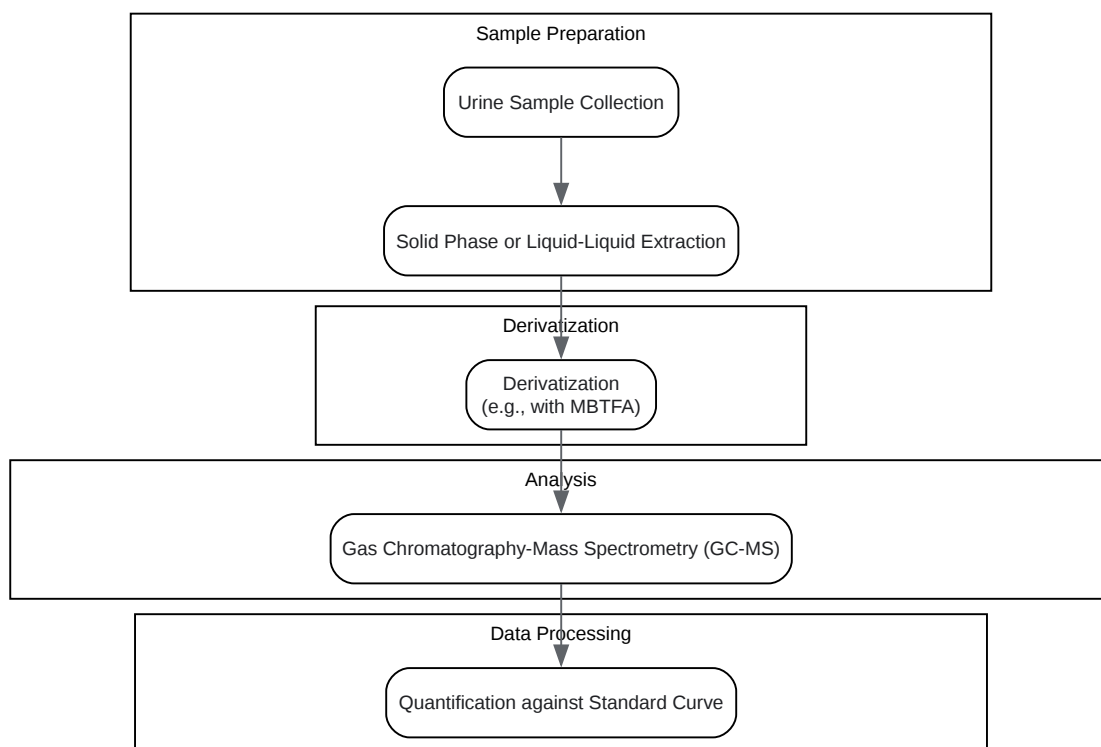 Sample Preparation
Urine Sample Collection
Solid Phase or Liquid-Liquid Extraction
Derivatization
Derivatization
(e.g., with MBTFA)
Analysis
Gas Chromatography-Mass Spectrometry (GC-MS)
Data Processing
Quantification against Standard Curve